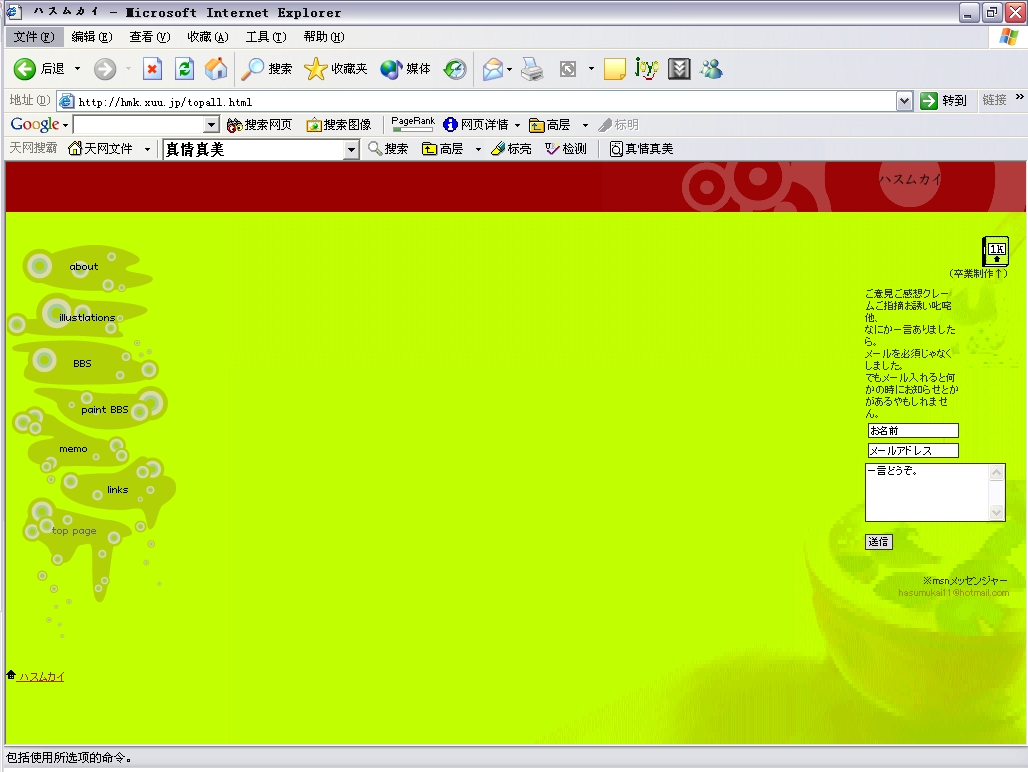 ハスムカイ - Microsoft Internet Explorer
文件(F) 编辑(E) 查看(V) 收藏(A) 工具(T) 帮助(H)
后退 搜索 收藏夹 媒体
地址(D) http://hmk.xuu.jp/topall.html 转到 链接 »
Google 搜索网页 搜索图像 PageRank 网页详情 高层 标明
天网搜霸 天网文件 真情真美 搜索 高层 标亮 检测 真情真美
ハスムカイ
about
illustlations
BBS
paint BBS
memo
links
top page
ハスムカイ
1K
(卒業制作↑)
ご意見ご感想クレー
ムご指摘お誘い叱咤
他、
なにか一言ありました
ら。
メールを必須じゃなく
しました。
でもメール入れると何
かの時にお知らせとか
があるやもしれませ
ん。
お名前
メールアドレス
一言どうぞ。
送信
※msnメッセンジャー
hasumukai11@hotmail.com
包括使用所选项的命令。